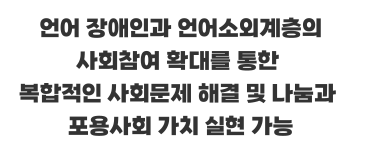 언어 장애인과 언어소외계층의
사회참여 확대를 통한
복합적인 사회문제 해결 및 나눔과
포용사회 가치 실현 가능